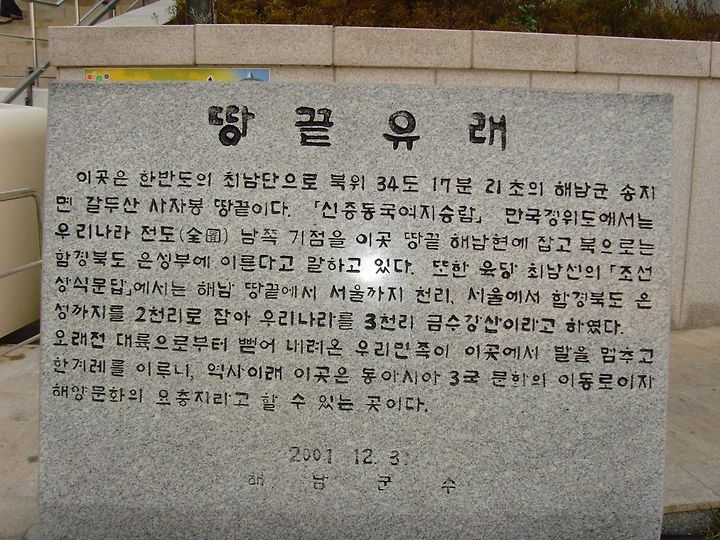 땅끝유래
이곳은 한반도의 최남단으로 북위 34도 17분 21초의 해남군 송지
면 갈두산 사자봉 땅끝이다. 「신증동국여지승람」 만국경위도에서는
우리나라 전도(全圖) 남쪽 기점을 이곳 땅끝 해남현에 잡고 북으로는
함경북도 온성부에 이른다고 말하고 있다. 또한 육당 최남선의 「조선
상식문답」에서는 해남 땅끝에서 서울까지 천리, 서울에서 함경북도 온
성까지를 2천리로 잡아 우리나라를 3천리 금수강산이라고 하였다.
오래전 대륙으로부터 뻗어 내려온 우리민족이 이곳에서 발을 멈추고
한겨레를 이루니, 역사이래 이곳은 동아시아 3국 문화의 이동로이자
해양문화의 요충지라고 할 수 있는 곳이다.
2001. 12. 31
해남군수